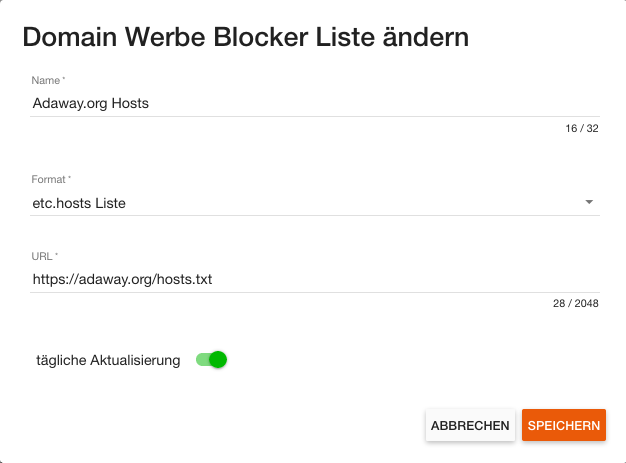 Domain Werbe Blocker Liste ändern
Name *
Adaway.org Hosts
16 / 32
Format *
etc.hosts Liste
URL *
https://adaway.org/hosts.txt
28 / 2048
tägliche Aktualisierung
ABBRECHEN SPEICHERN